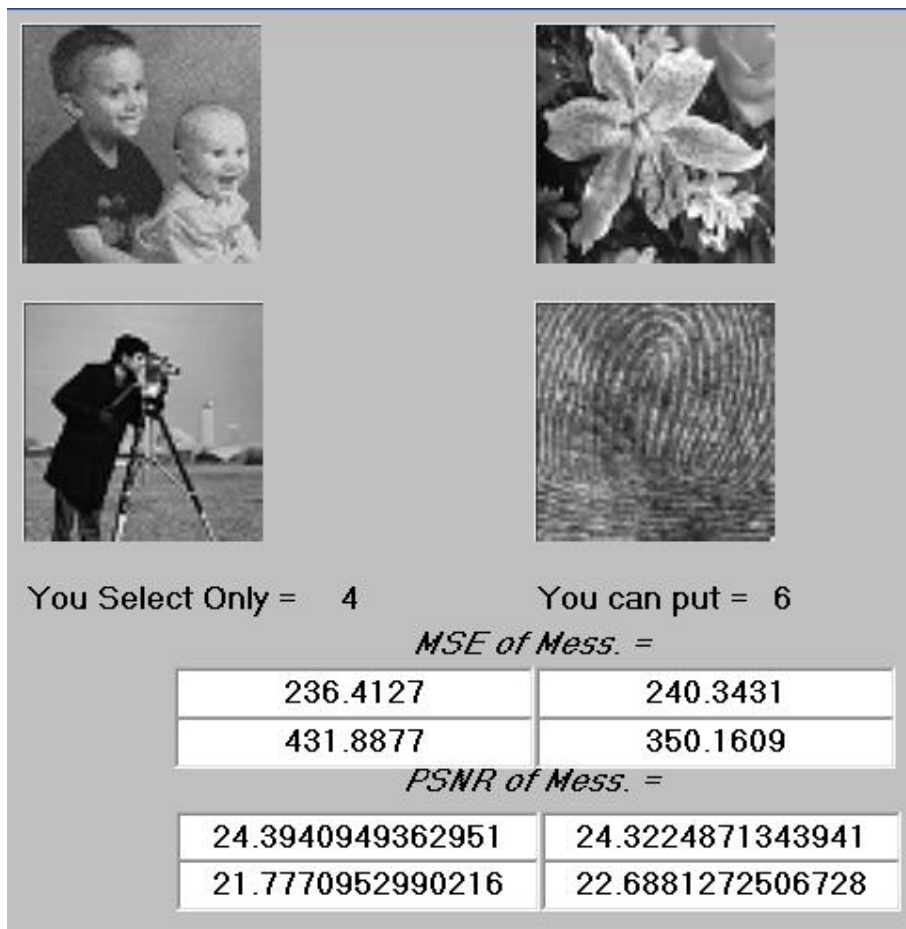 You Select Only = 4 You can put = 6
MSE of Mess. =
236.4127 240.3431
431.8877 350.1609
PSNR of Mess. =
24.3940949362951 24.3224871343941
21.7770952990216 22.6881272506728